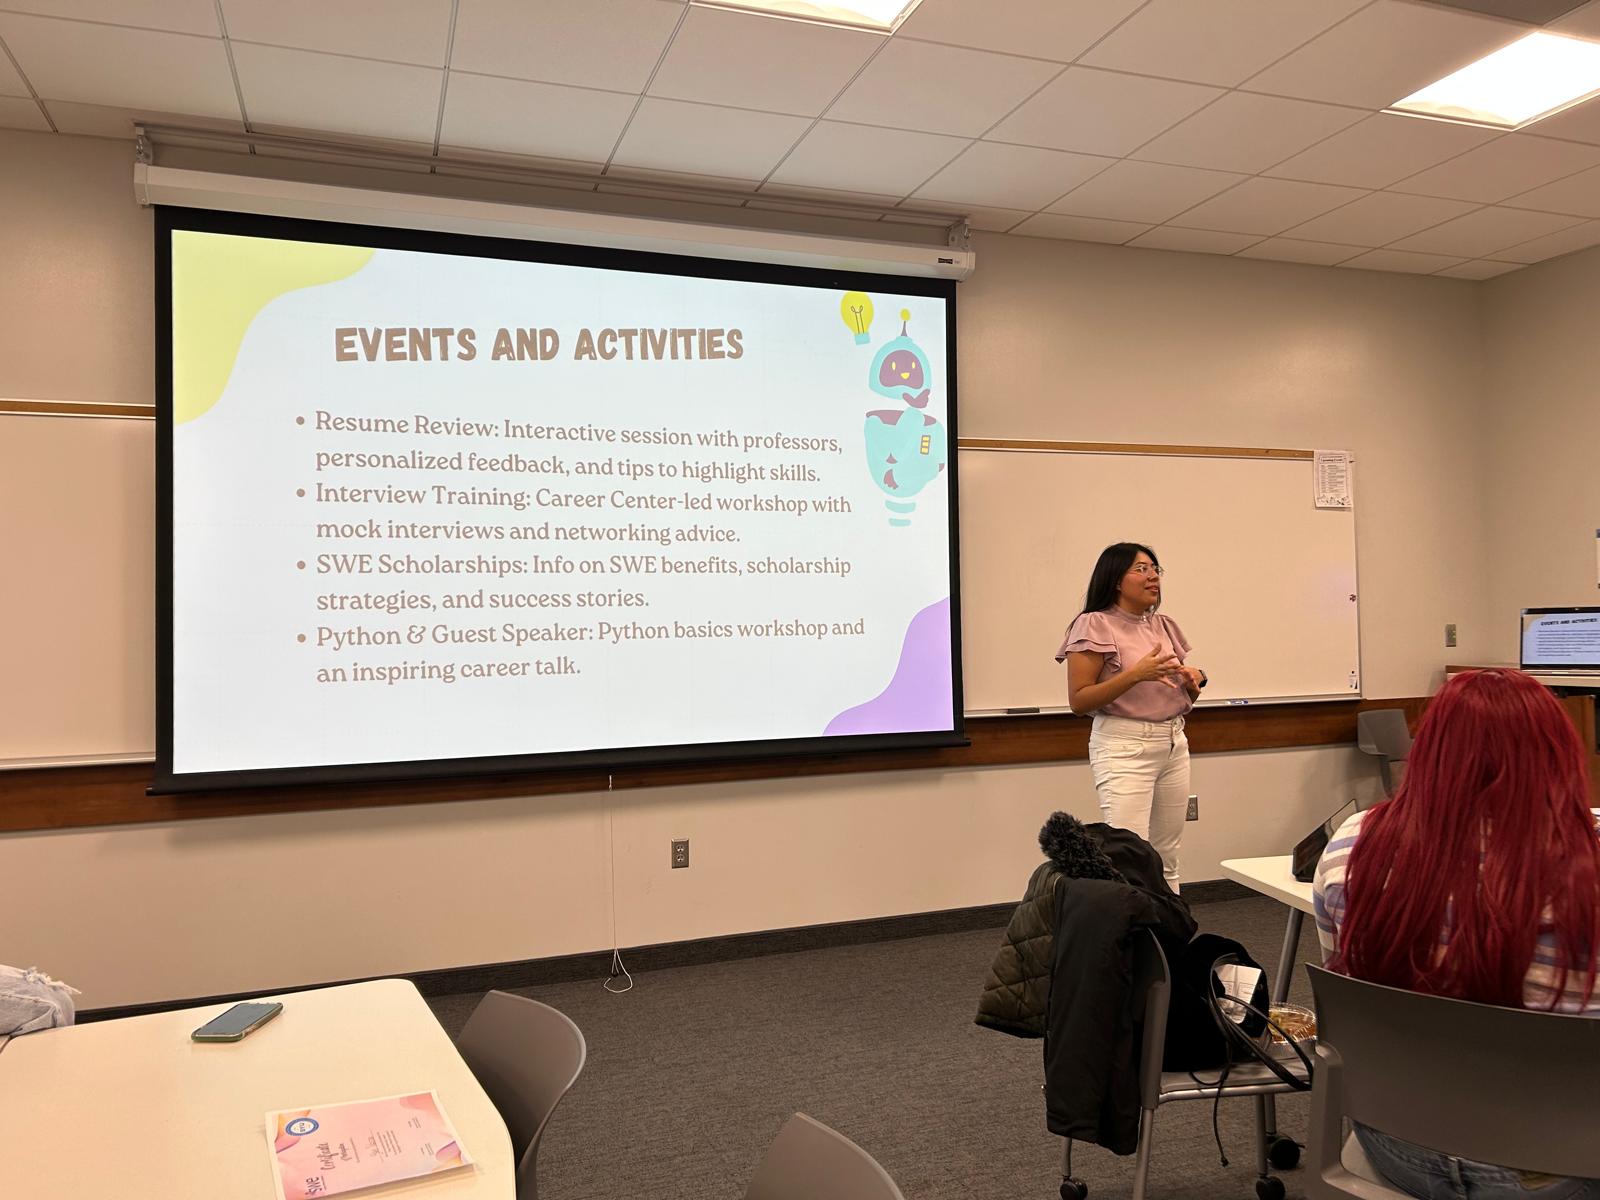 EVENTS AND ACTIVITIES
• Resume Review: Interactive session with professors,
personalized feedback, and tips to highlight skills.
• Interview Training: Career Center-led workshop with
mock interviews and networking advice.
• SWE Scholarships: Info on SWE benefits, scholarship
strategies, and success stories.
• Python & Guest Speaker: Python basics workshop and
an inspiring career talk.
EVENTS AND ACTIVITIES
Certificate
SWE